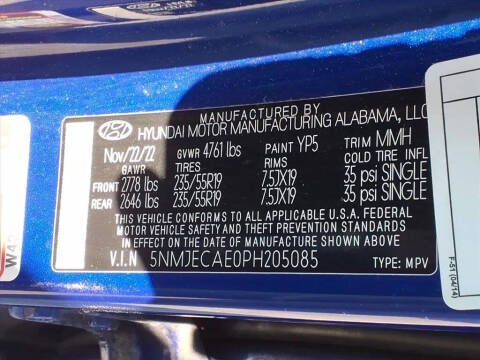 MANUFACTURED BY
HYUNDAI MOTOR MANUFACTURING ALABAMA, LLC
Nov/22/22 GVWR 4761 lbs PAINT YP5 TRIM MMH
GAWR TIRES RIMS COLD TIRE INFL
FRONT 2778 lbs 235/55R19 7.5JX19 35 psi SINGLE
REAR 2646 lbs 235/55R19 7.5JX19 35 psi SINGLE
THIS VEHICLE CONFORMS TO ALL APPLICABLE U.S.A. FEDERAL
MOTOR VEHICLE SAFETY AND THEFT PREVENTION STANDARDS
IN EFFECT ON THE DATE OF MANUFACTURE SHOWN ABOVE.
V.I.N 5NMJECAE0PH205085 TYPE: MPV
F-51 (04/14)